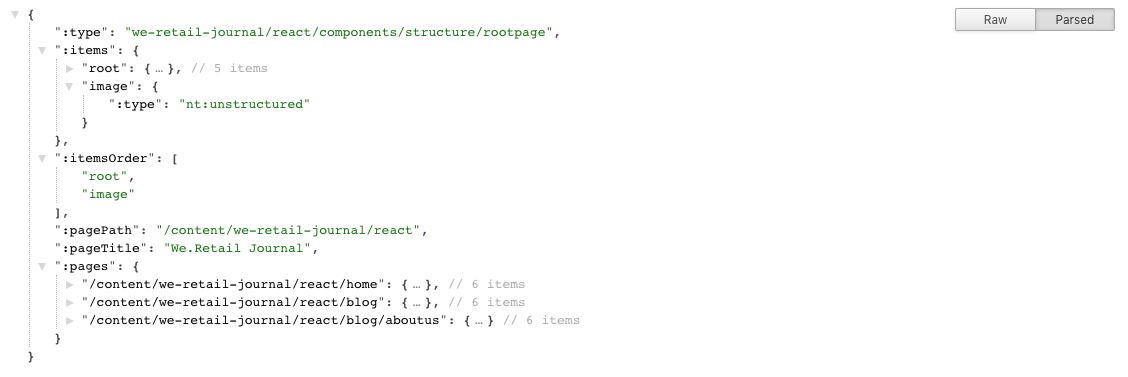 Raw Parsed
{
":type": "we-retail-journal/react/components/structure/rootpage",
":items": {
"root": { … }, // 5 items
"image": {
":type": "nt:unstructured"
}
},
":itemsOrder": [
"root",
"image"
],
":pagePath": "/content/we-retail-journal/react",
":pageTitle": "We.Retail Journal",
":pages": {
"/content/we-retail-journal/react/home": { … }, // 6 items
"/content/we-retail-journal/react/blog": { … }, // 6 items
"/content/we-retail-journal/react/blog/aboutus": { … } // 6 items
}
}